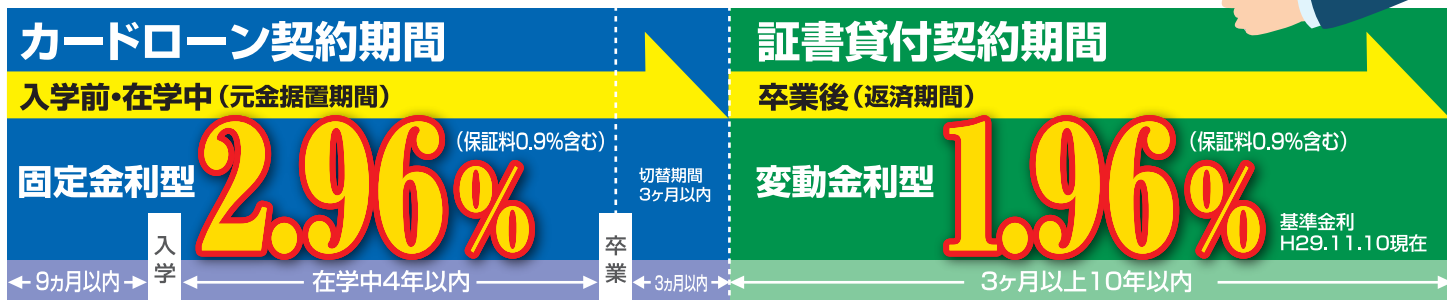 カードローン契約期間
入学前・在学中（元金据置期間）
固定金利型
2.96%
（保証料0.9%含む）
切替期間
3ヶ月以内
9ヵ月以内
入学
在学中4年以内
卒業
3ヵ月以内
証書貸付契約期間
卒業後（返済期間）
変動金利型
1.96%
（保証料0.9%含む）
基準金利
H29.11.10現在
3ヶ月以上10年以内